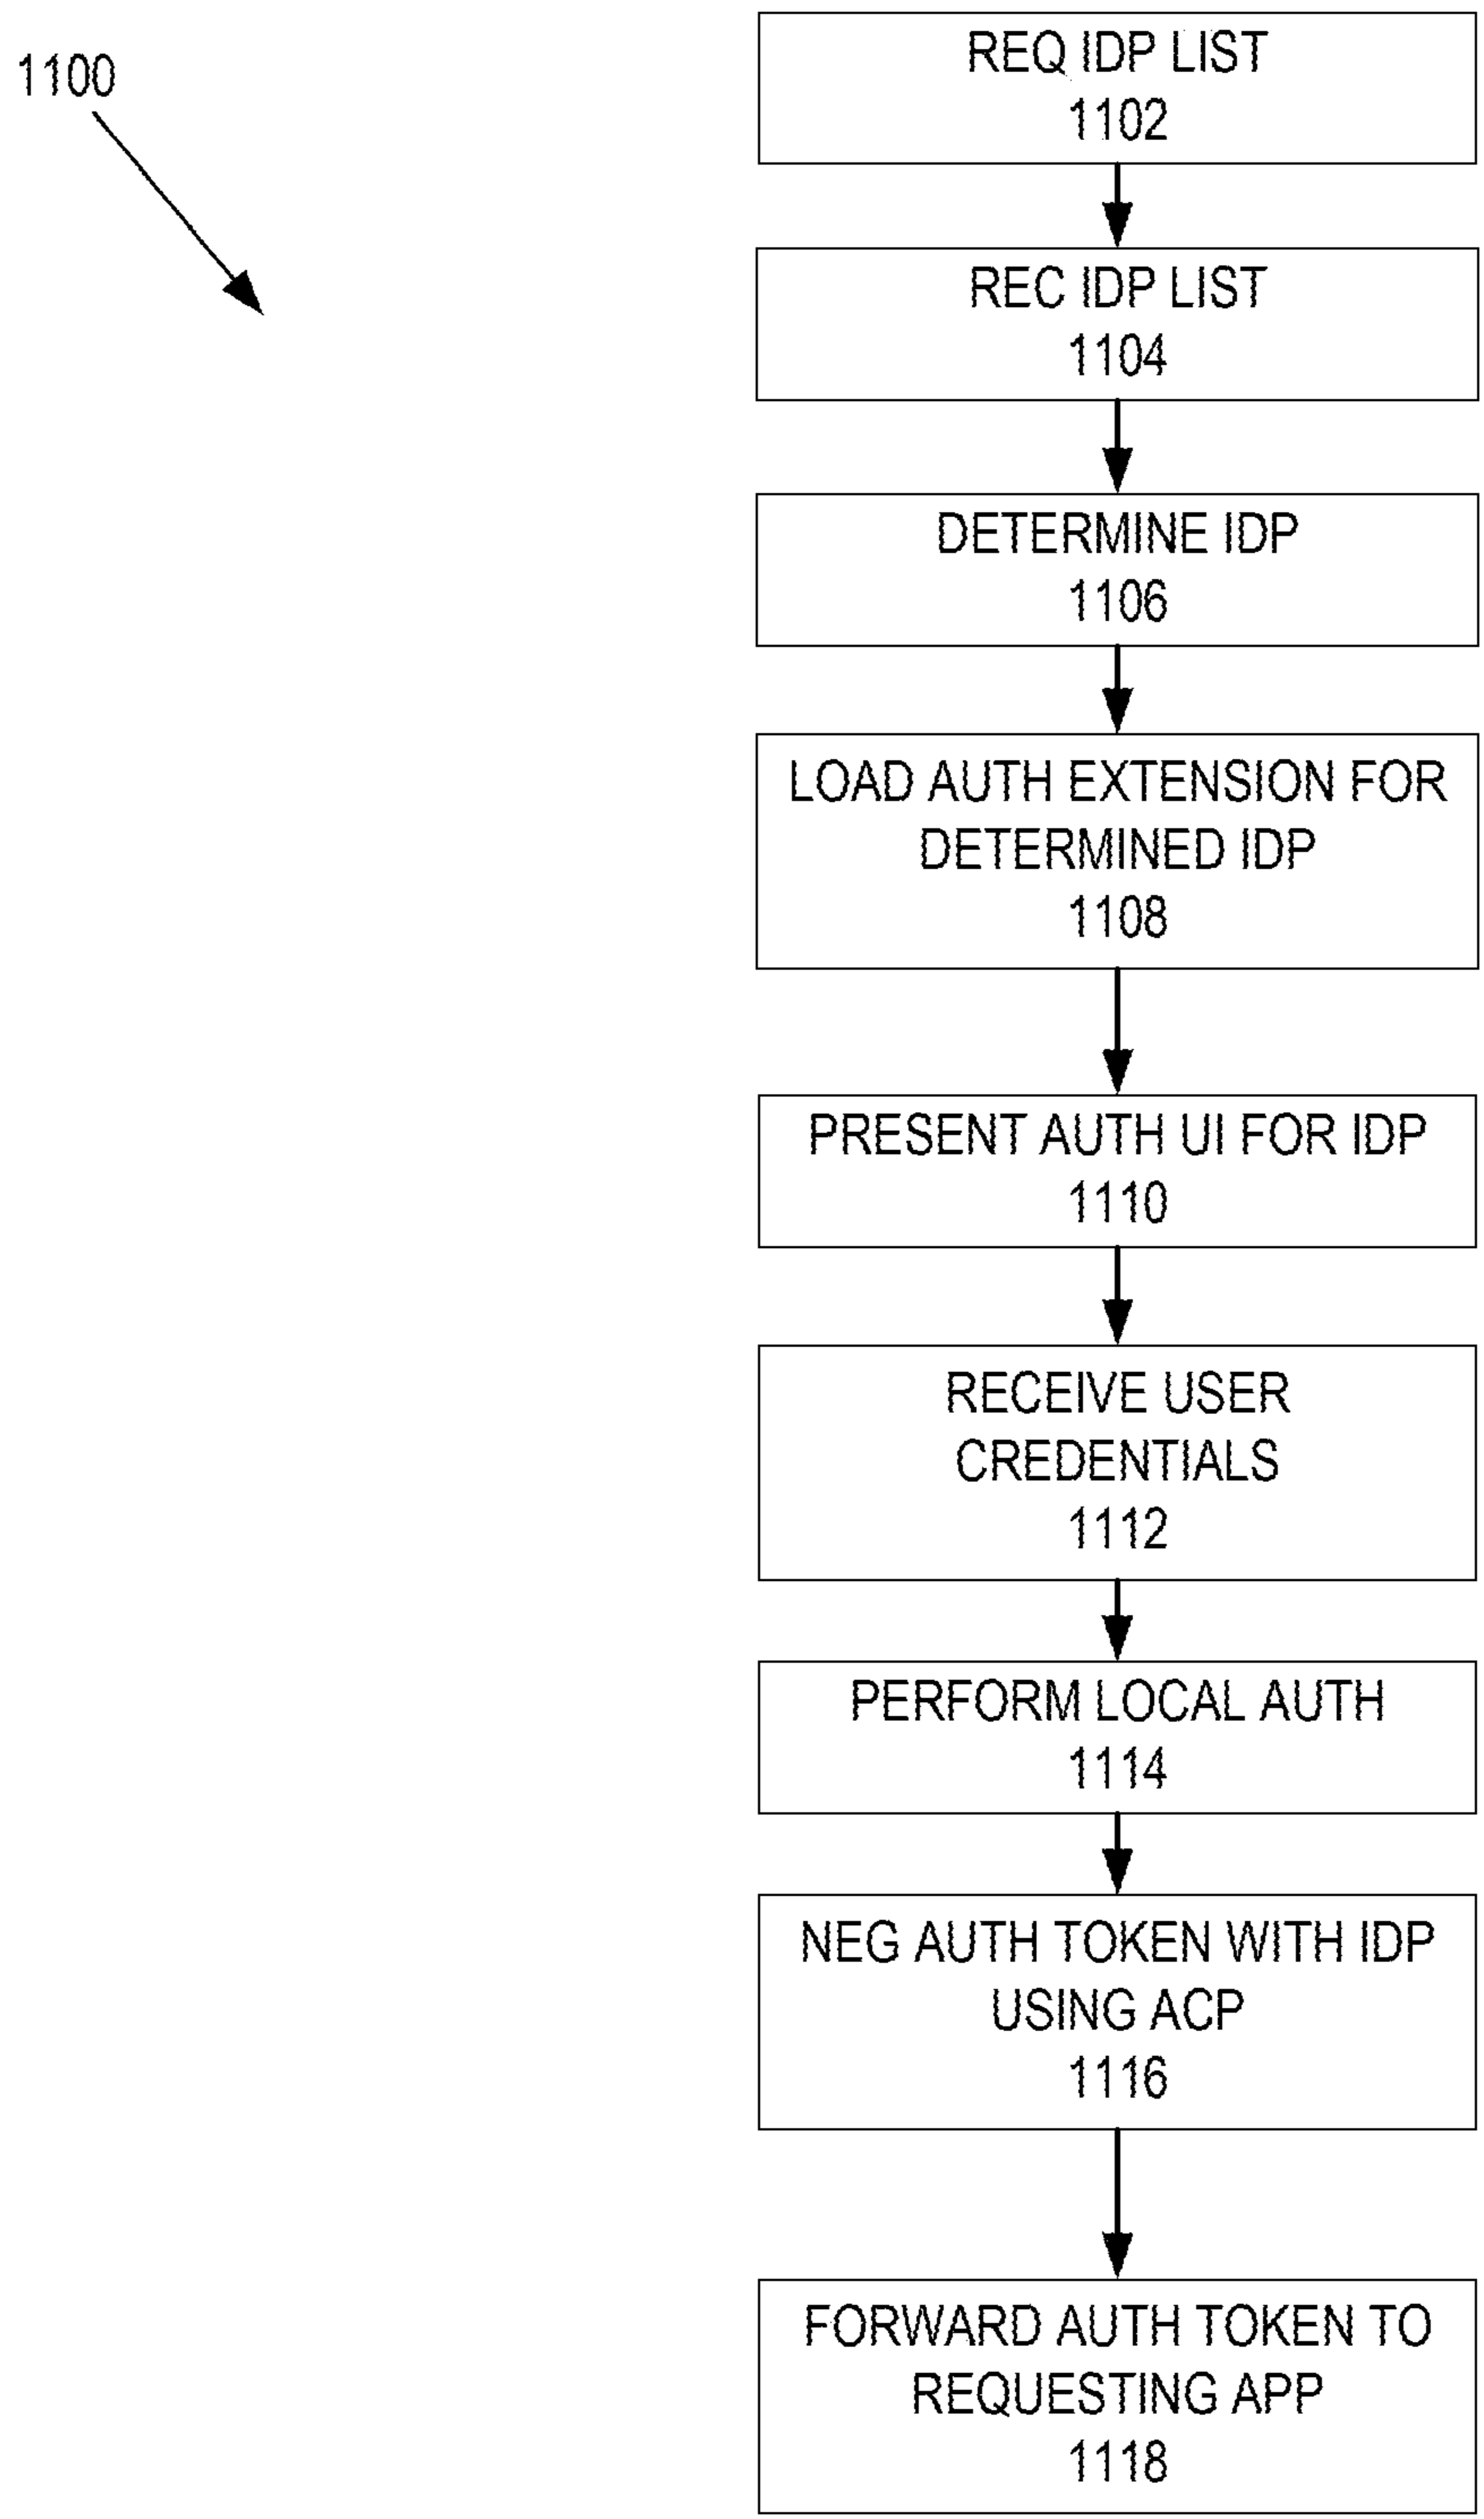 1100
REQ IDP LIST
1102
REC IDP LIST
1104
DETERMINE IDP
1106
LOAD AUTH EXTENSION FOR
DETERMINED IDP
1108
PRESENT AUTH UI FOR IDP
1110
RECEIVE USER
CREDENTIALS
1112
PERFORM LOCAL AUTH
1114
NEG AUTH TOKEN WITH IDP
USING ACP
1116
FORWARD AUTH TOKEN TO
REQUESTING APP
1118